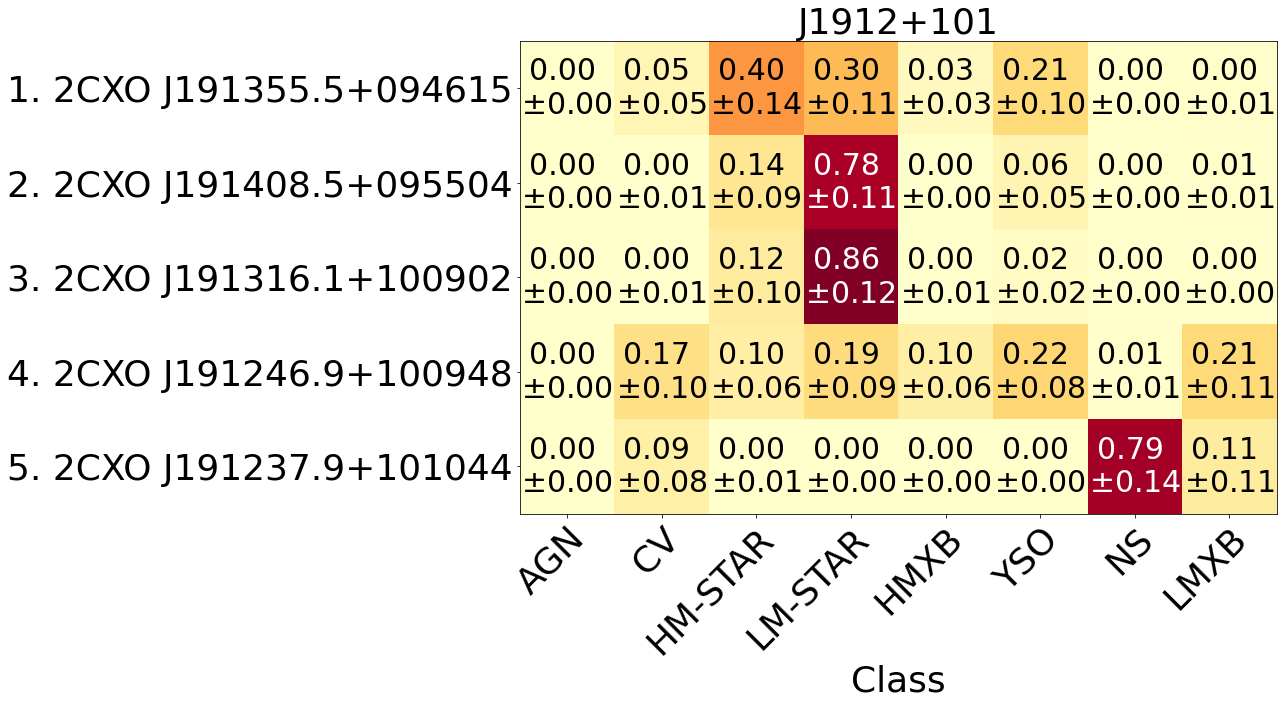 J1912+101
1. 2CXO J191355.5+094615
0.00 0.05 0.40 0.30 0.03 0.21 0.00 0.00
±0.00 ±0.05 ±0.14 ±0.11 ±0.03 ±0.10 ±0.00 ±0.01
2. 2CXO J191408.5+095504
0.00 0.00 0.14 0.78 0.00 0.06 0.00 0.01
±0.00 ±0.01 ±0.09 ±0.11 ±0.00 ±0.05 ±0.00 ±0.01
3. 2CXO J191316.1+100902
0.00 0.00 0.12 0.86 0.00 0.02 0.00 0.00
±0.00 ±0.01 ±0.10 ±0.12 ±0.01 ±0.02 ±0.00 ±0.00
4. 2CXO J191246.9+100948
0.00 0.17 0.10 0.19 0.10 0.22 0.01 0.21
±0.00 ±0.10 ±0.06 ±0.09 ±0.06 ±0.08 ±0.01 ±0.11
5. 2CXO J191237.9+101044
0.00 0.09 0.00 0.00 0.00 0.00 0.79 0.11
±0.00 ±0.08 ±0.01 ±0.00 ±0.00 ±0.00 ±0.14 ±0.11
AGN CV HM-STAR LM-STAR HMXB YSO NS LMXB
Class